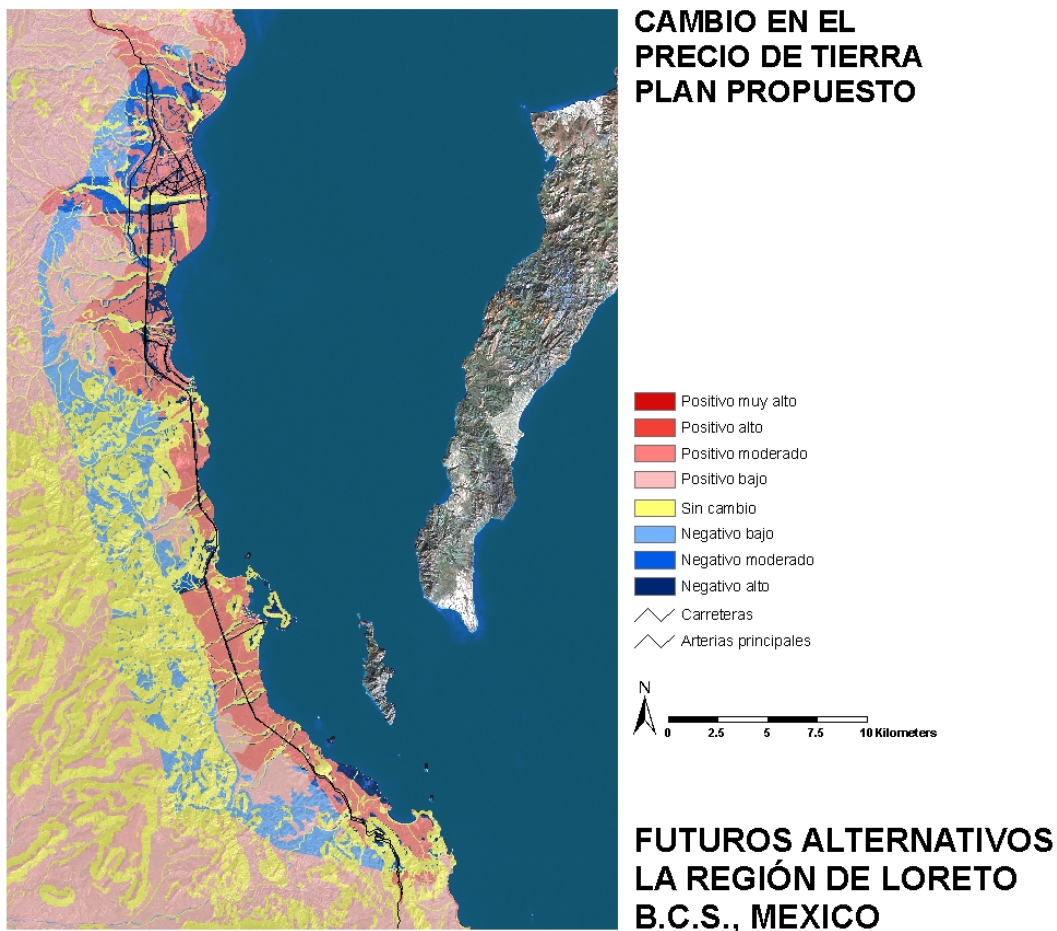 CAMBIO EN EL
PRECIO DE TIERRA
PLAN PROPUESTO
Positivo muy alto
Positivo alto
Positivo moderado
Positivo bajo
Sin cambio
Negativo bajo
Negativo moderado
Negativo alto
Carreteras
Arterias principales
N
0 2.5 5 7.5 10 Kilometers
FUTUROS ALTERNATIVOS
LA REGIÓN DE LORETO
B.C.S., MEXICO